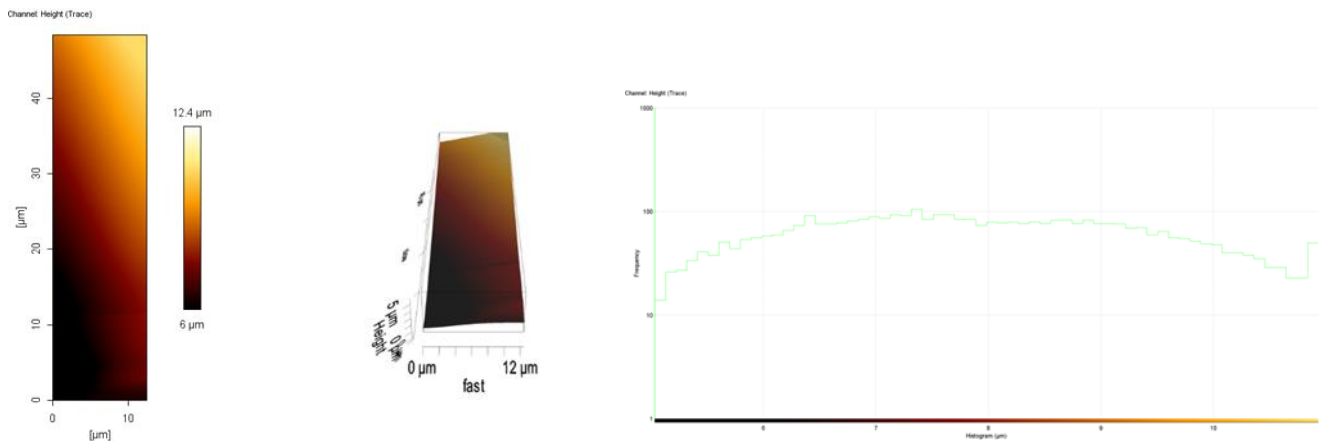 Channel: Height (Trace)
12.4 µm
6 µm
40
30
20
10
0
[µm]
0 10
[µm]
5 µm 0 µm
Height
0 µm 12 µm
fast
Channel: Height (Trace)
1000
100
10
1
Frequency
6 7 8 9 10
Histogram (µm)